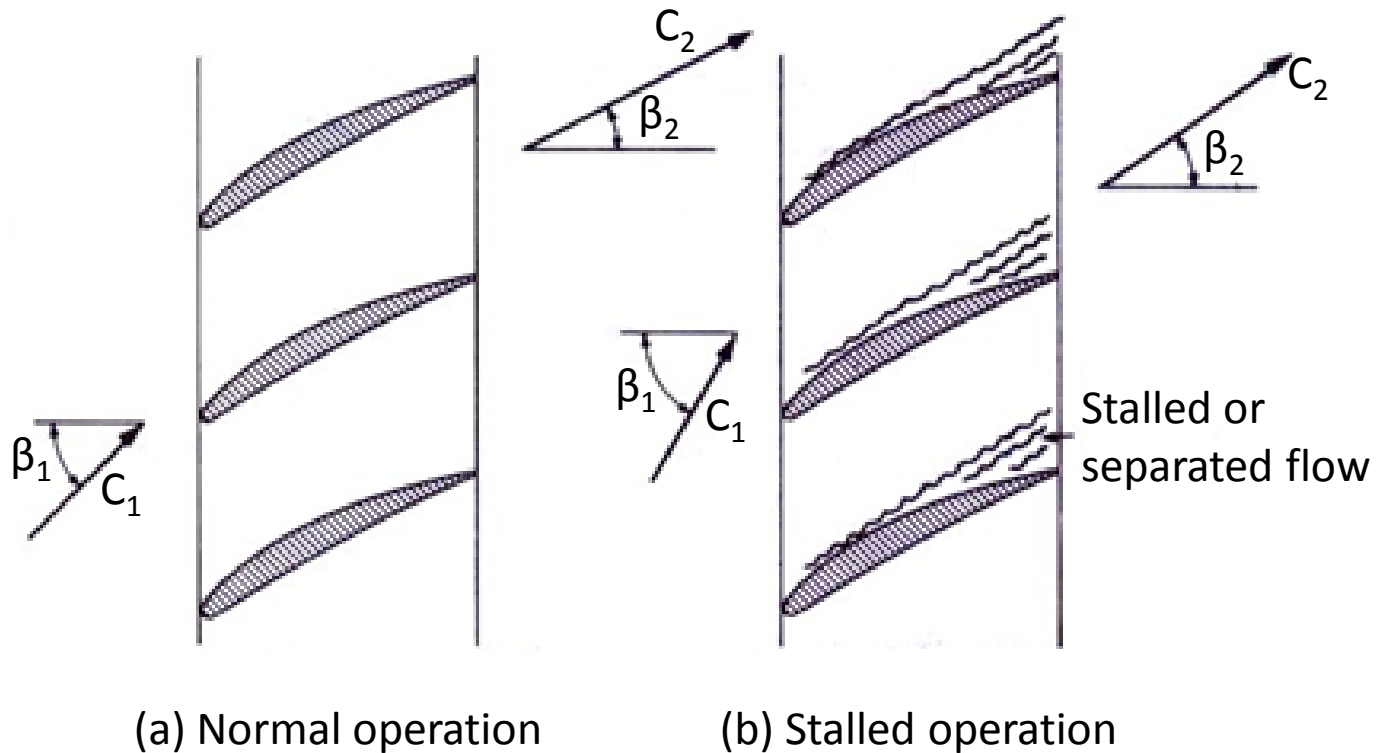 C₂
β₂
β₁
C₁
C₂
β₂
β₁
C₁
Stalled or
separated flow
(a) Normal operation
(b) Stalled operation